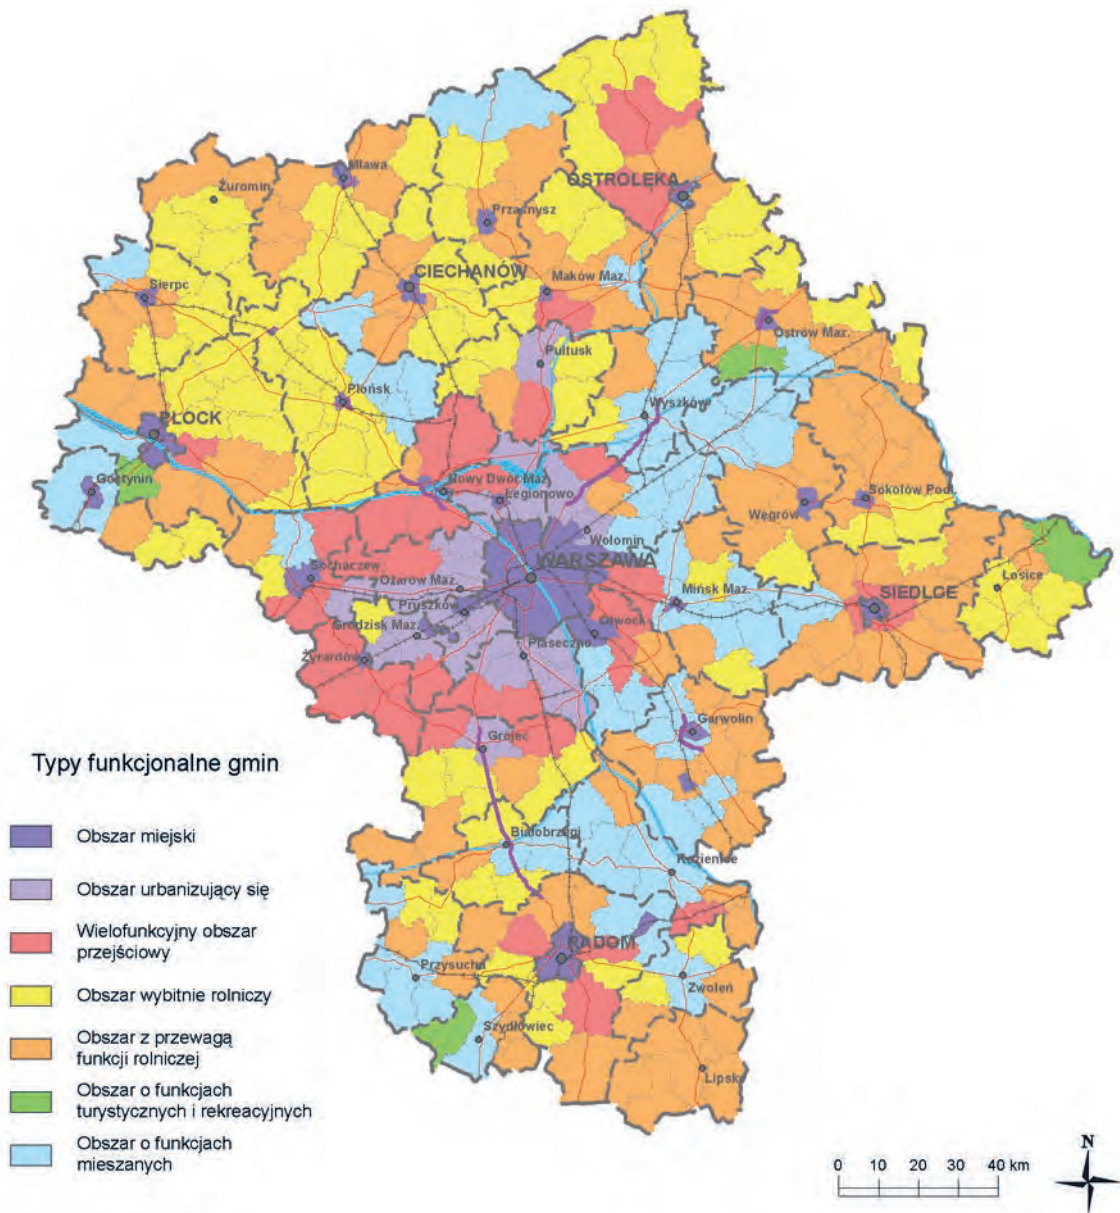 Mława
OSTROŁĘKA
Żuromin
Przasnysz
CIECHANÓW
Maków Maz.
Sierpc
Ostrów Maz.
Pułtusk
Płońsk
Wyszków
PŁOCK
Gostynin
Nowy Dwór Maz.
Legionowo
Sokołów Pod.
Węgrów
Wołomin
WARSZAWA
Sochaczew
Ożarów Maz.
Mińsk Maz.
Łosice
SIEDLCE
Pruszków
Grodzisk Maz.
Otwock
Piaseczno
Żyrardów
Garwolin
Grójec
Białobrzegi
Kozienice
RADOM
Przysucha
Zwoleń
Szydłowiec
Lipsko
Typy funkcjonalne gmin
Obszar miejski
Obszar urbanizujący się
Wielofunkcyjny obszar
przejściowy
Obszar wybitnie rolniczy
Obszar z przewagą
funkcji rolniczej
Obszar o funkcjach
turystycznych i rekreacyjnych
Obszar o funkcjach
mieszanych
N
0 10 20 30 40 km